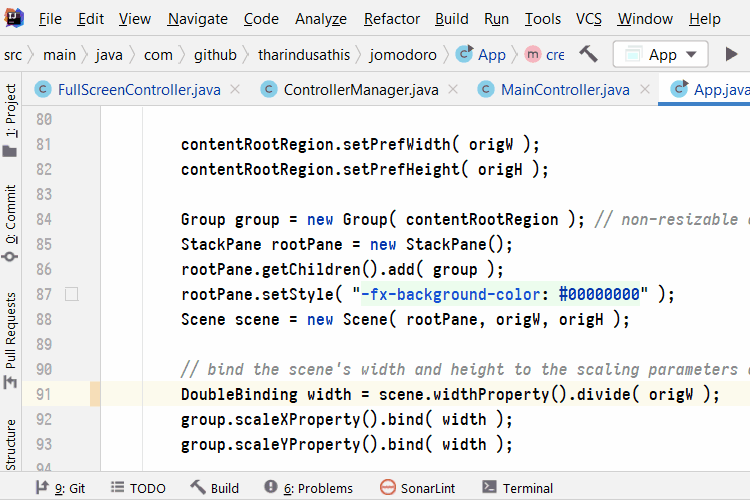 File Edit View Navigate Code Analyze Refactor Build Run Tools VCS Window Help
src main java com github tharindusathis jomodoro App cre App
FullScreenController.java ControllerManager.java MainController.java App.java
1: Project
0: Commit
Pull Requests
Structure
80
81 contentRootRegion.setPrefWidth( origW );
82 contentRootRegion.setPrefHeight( origH );
83
84 Group group = new Group( contentRootRegion ); // non-resizable
85 StackPane rootPane = new StackPane();
86 rootPane.getChildren().add( group );
87 rootPane.setStyle( "-fx-background-color: #00000000" );
88 Scene scene = new Scene( rootPane, origW, origH );
89
90 // bind the scene's width and height to the scaling parameters
91 DoubleBinding width = scene.widthProperty().divide( origW );
92 group.scaleXProperty().bind( width );
93 group.scaleYProperty().bind( width );
94
9: Git TODO Build 6: Problems SonarLint Terminal